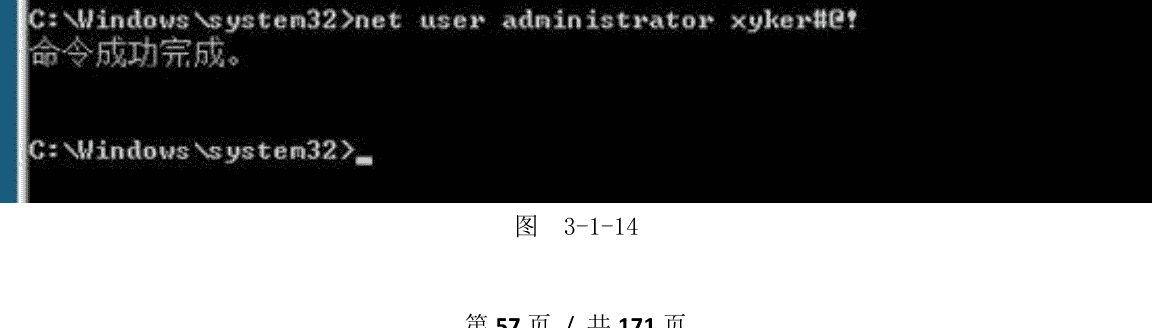 C:\Windows\system32>net user administrator xyker#@!
命令成功完成。
C:\Windows\system32>
图 3-1-14
第 57 页 / 共 171 页